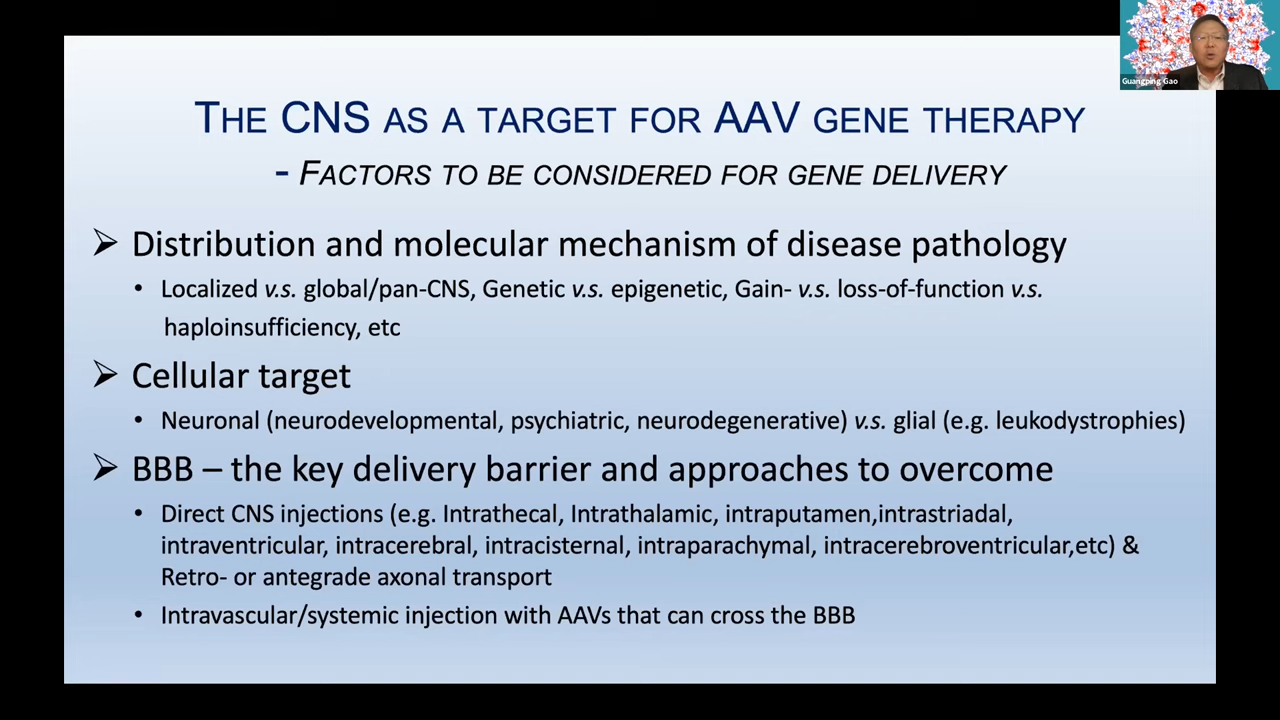 Guangping Gao
THE CNS AS A TARGET FOR AAV GENE THERAPY
- FACTORS TO BE CONSIDERED FOR GENE DELIVERY
➢ Distribution and molecular mechanism of disease pathology
• Localized v.s. global/pan-CNS, Genetic v.s. epigenetic, Gain- v.s. loss-of-function v.s.
haploinsufficiency, etc
➢ Cellular target
• Neuronal (neurodevelopmental, psychiatric, neurodegenerative) v.s. glial (e.g. leukodystrophies)
➢ BBB – the key delivery barrier and approaches to overcome
• Direct CNS injections (e.g. Intrathecal, Intrathalamic, intraputamen,intrastriadal,
intraventricular, intracerebral, intracisternal, intraparachymal, intracerebroventricular,etc) &
Retro- or antegrade axonal transport
• Intravascular/systemic injection with AAVs that can cross the BBB